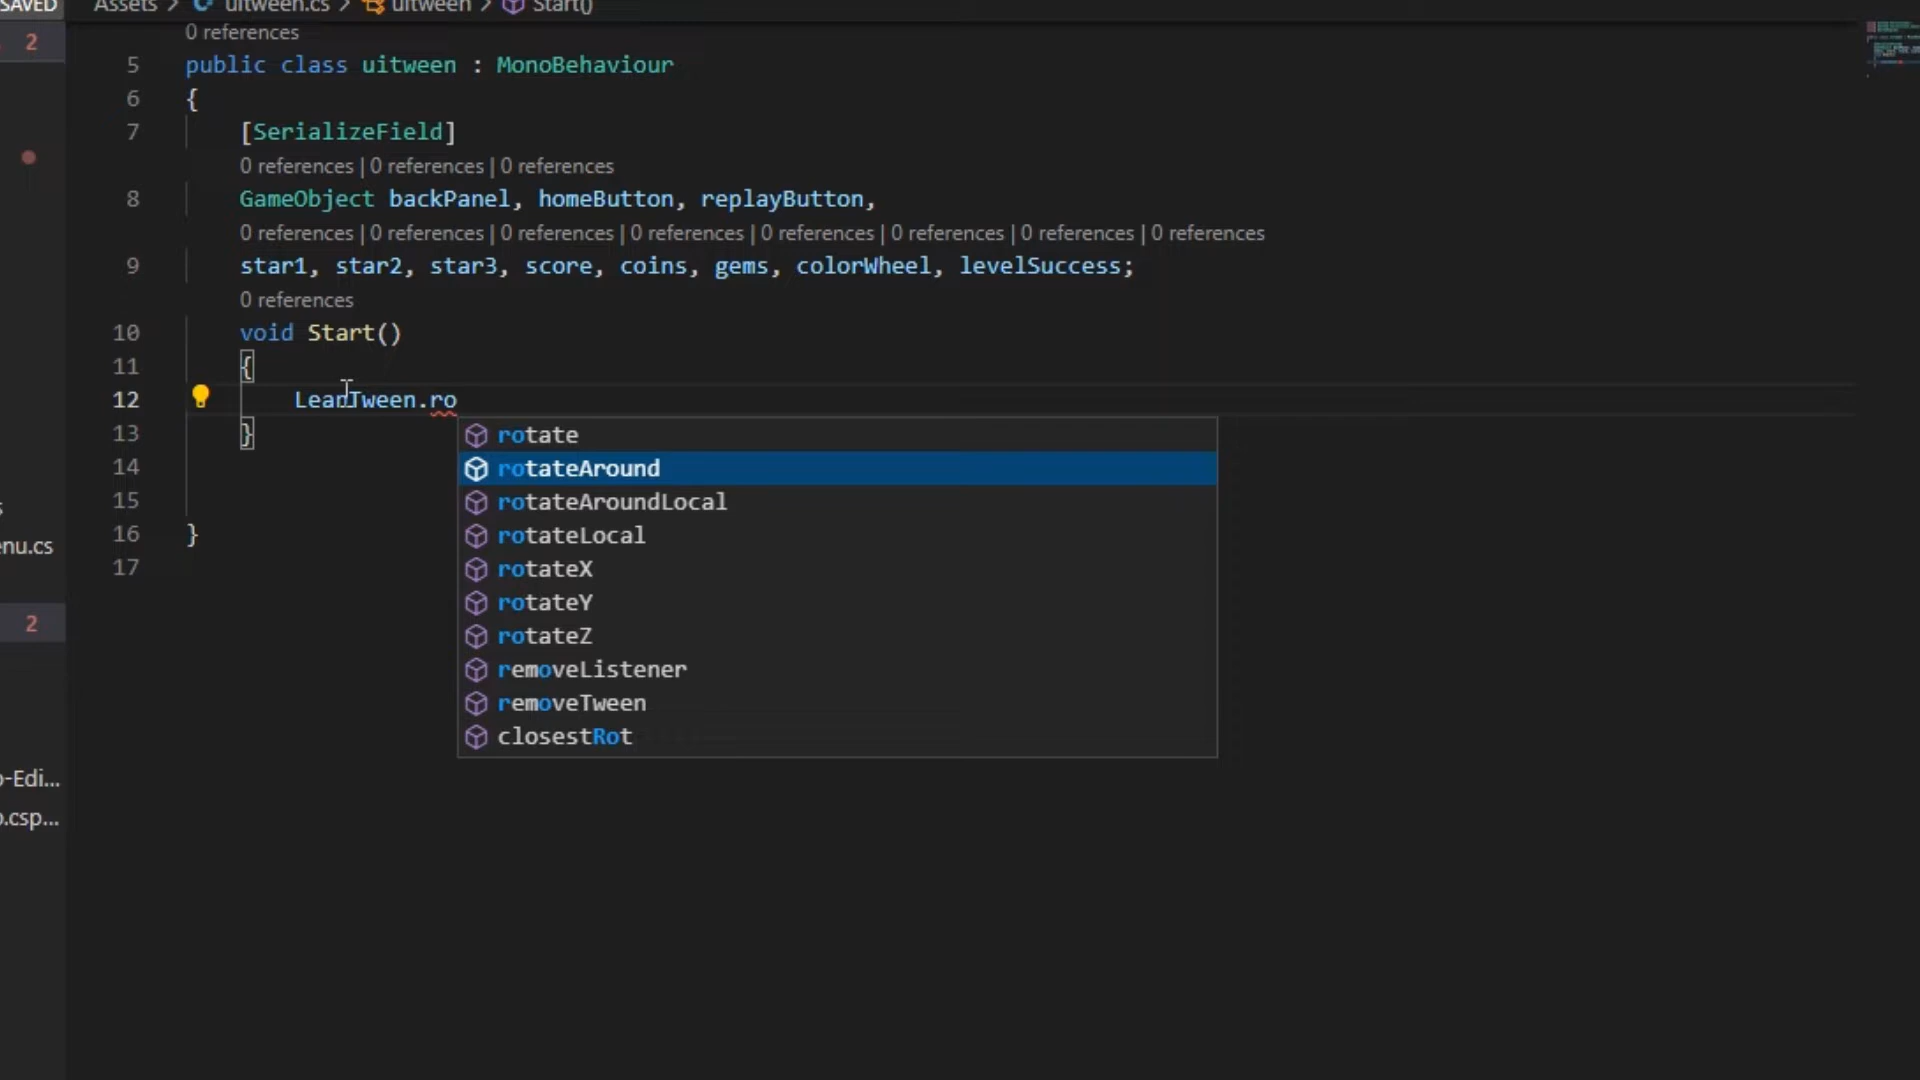 SAVED Assets > uitween.cs > uitween > Start()
0 references
2
5 public class uitween : MonoBehaviour
6 {
7 [SerializeField]
0 references | 0 references | 0 references
8 GameObject backPanel, homeButton, replayButton,
0 references | 0 references | 0 references | 0 references | 0 references | 0 references | 0 references | 0 references
9 star1, star2, star3, score, coins, gems, colorWheel, levelSuccess;
0 references
10 void Start()
11 {
12 LeanTween.ro
13 }
rotate
14
rotateAround
15
rotateAroundLocal
s
16 }
rotateLocal
enu.cs
17
rotateX
rotateY
2
rotateZ
removeListener
removeTween
closestRot
o-Edi...
p.csp...